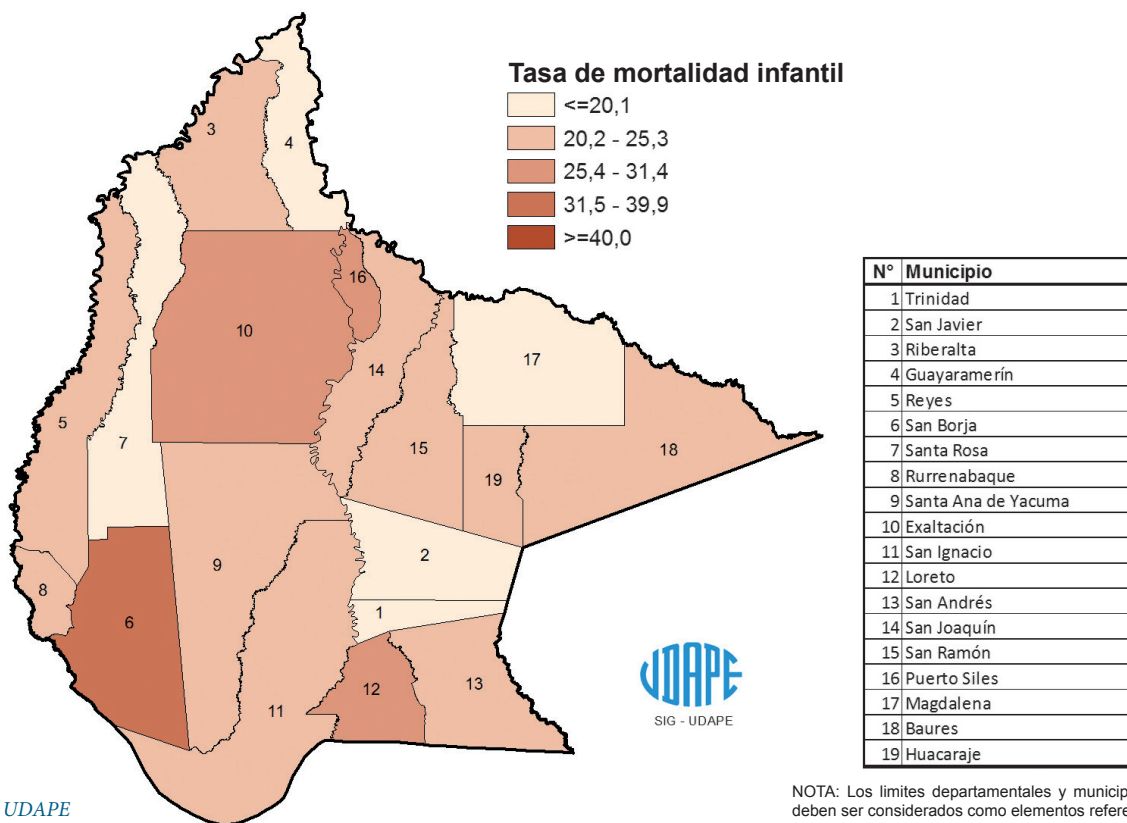 Tasa de mortalidad infantil
<=20,1
20,2 - 25,3
25,4 - 31,4
31,5 - 39,9
>=40,0
3
4
16
10
17
14
5
7
15
18
19
9
2
8
6
1
12
13
11
UDAPE
SIG - UDAPE
N° Municipio
1 Trinidad
2 San Javier
3 Riberalta
4 Guayaramerín
5 Reyes
6 San Borja
7 Santa Rosa
8 Rurrenabaque
9 Santa Ana de Yacuma
10 Exaltación
11 San Ignacio
12 Loreto
13 San Andrés
14 San Joaquín
15 San Ramón
16 Puerto Siles
17 Magdalena
18 Baures
19 Huacaraje
UDAPE
NOTA: Los limites departamentales y municip
deben ser considerados como elementos refere